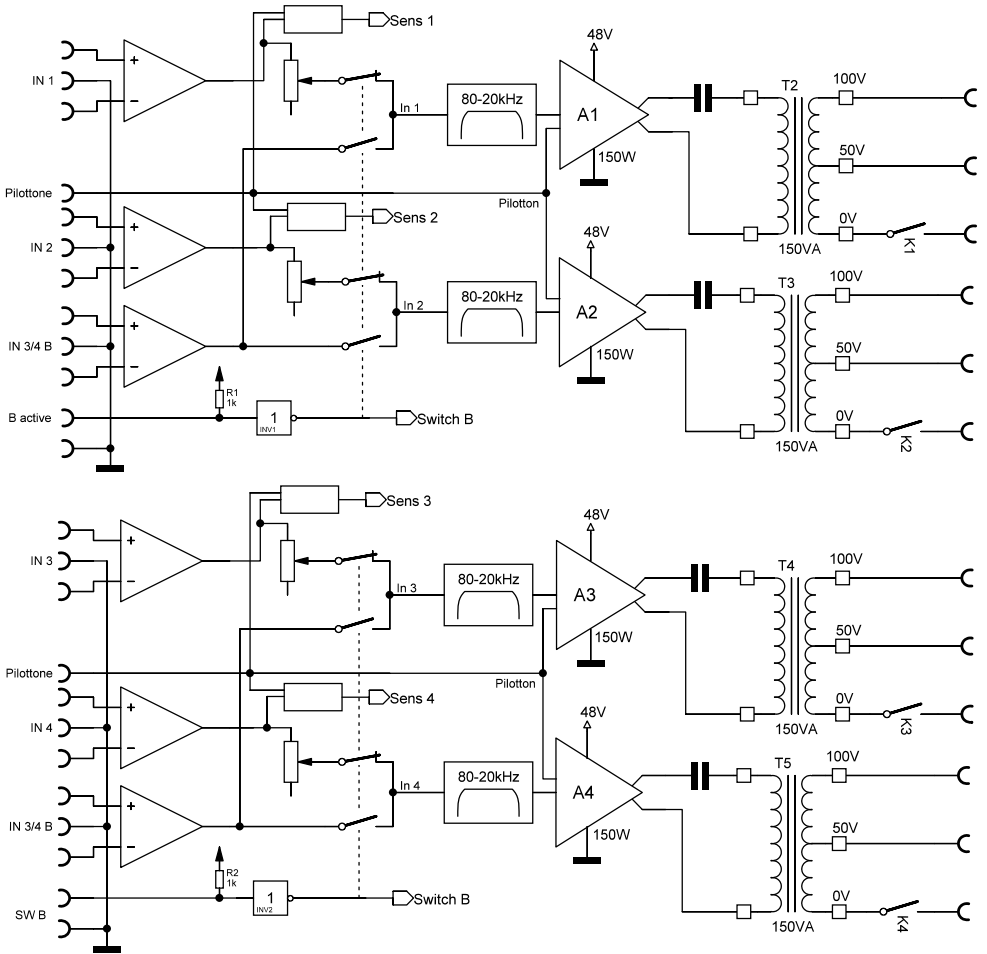 Sens 1
48V
+
IN 1
−
80-20kHz
In 1
A1
150W
T2
100V
50V
0V
150VA
K1
Pilottone
Pilotton
Sens 2
48V
+
IN 2
−
80-20kHz
In 2
A2
150W
T3
100V
50V
0V
150VA
K2
+
IN 3/4 B
−
R1
1k
B active
1
INV1
Switch B
Sens 3
48V
+
IN 3
−
80-20kHz
In 3
A3
150W
T4
100V
50V
0V
150VA
K3
Pilottone
Pilotton
Sens 4
48V
+
IN 4
−
80-20kHz
In 4
A4
150W
T5
100V
50V
0V
150VA
K4
+
IN 3/4 B
−
R2
1k
SW B
1
INV2
Switch B